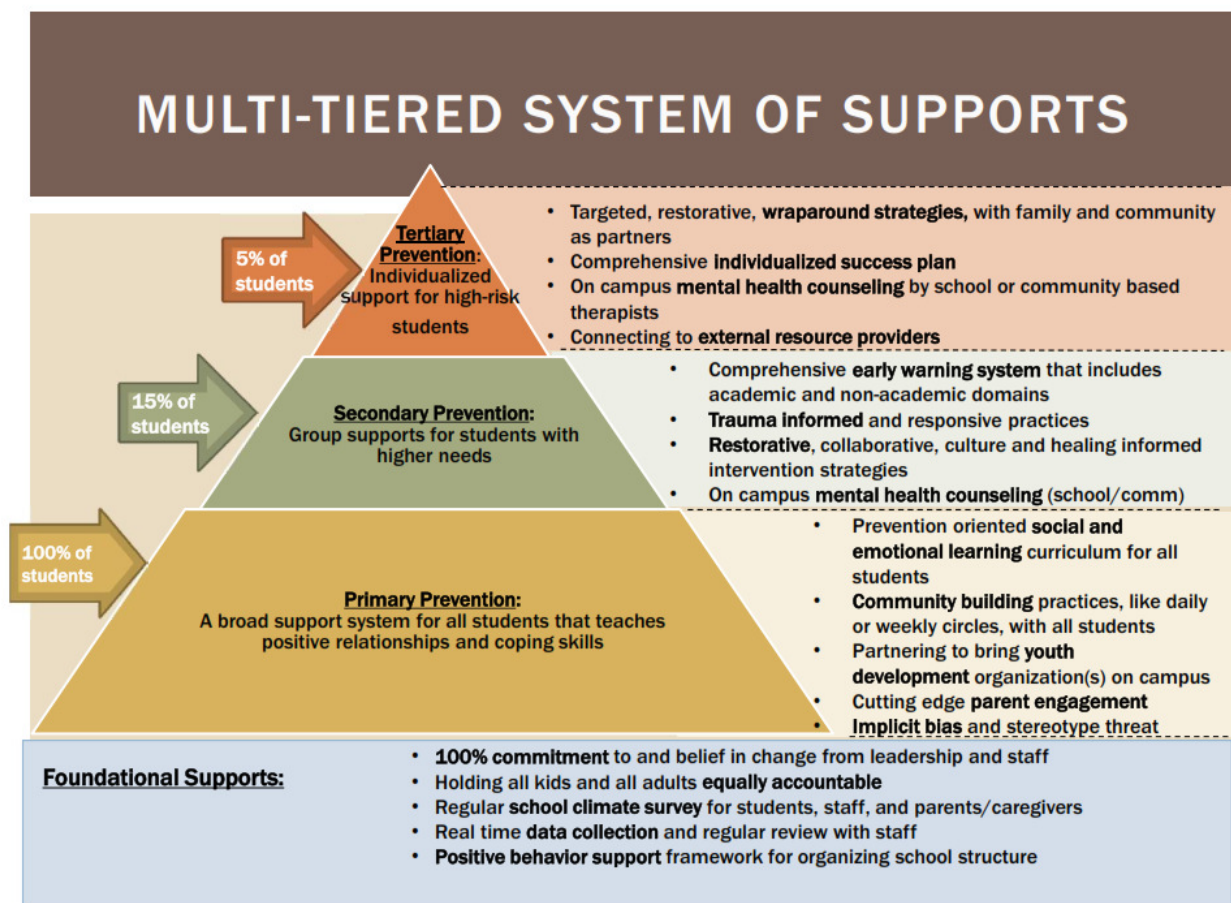 MULTI-TIERED SYSTEM OF SUPPORTS
5% of
students
Tertiary
Prevention:
Individualized
support for high-risk
students
• Targeted, restorative, wraparound strategies, with family and community
as partners
• Comprehensive individualized success plan
• On campus mental health counseling by school or community based
therapists
• Connecting to external resource providers
15% of
students
Secondary Prevention:
Group supports for students with
higher needs
• Comprehensive early warning system that includes
academic and non-academic domains
• Trauma informed and responsive practices
• Restorative, collaborative, culture and healing informed
intervention strategies
• On campus mental health counseling (school/comm)
100% of
students
Primary Prevention:
A broad support system for all students that teaches
positive relationships and coping skills
• Prevention oriented social and
emotional learning curriculum for all
students
• Community building practices, like daily
or weekly circles, with all students
• Partnering to bring youth
development organization(s) on campus
• Cutting edge parent engagement
• Implicit bias and stereotype threat
Foundational Supports:
• 100% commitment to and belief in change from leadership and staff
• Holding all kids and all adults equally accountable
• Regular school climate survey for students, staff, and parents/caregivers
• Real time data collection and regular review with staff
• Positive behavior support framework for organizing school structure